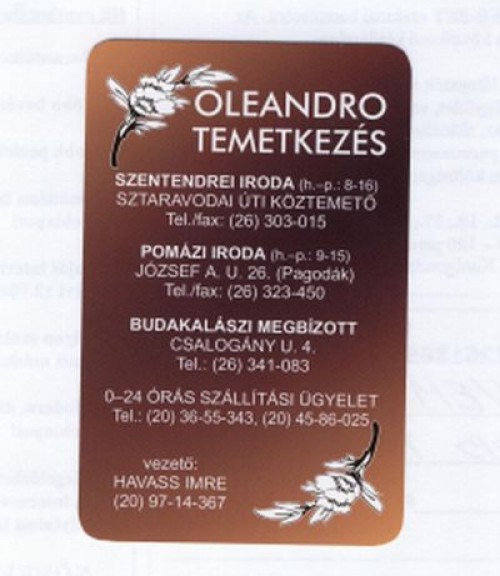 OLEANDRO
TEMETKEZÉS
SZENTENDREI IRODA (h.–p.: 8-16)
SZTARAVODAI ÚTI KÖZTEMETŐ
Tel./fax: (26) 303-015
POMÁZI IRODA (h.–p.: 9-15)
JÓZSEF A. U. 26. (Pagodák)
Tel./fax: (26) 323-450
BUDAKALÁSZI MEGBÍZOTT
CSALOGÁNY U. 4.
Tel.: (26) 341-083
0–24 ÓRÁS SZÁLLÍTÁSI ÜGYELET
Tel.: (20) 36-55-343, (20) 45-86-025
vezető:
HAVASS IMRE
(20) 97-14-367